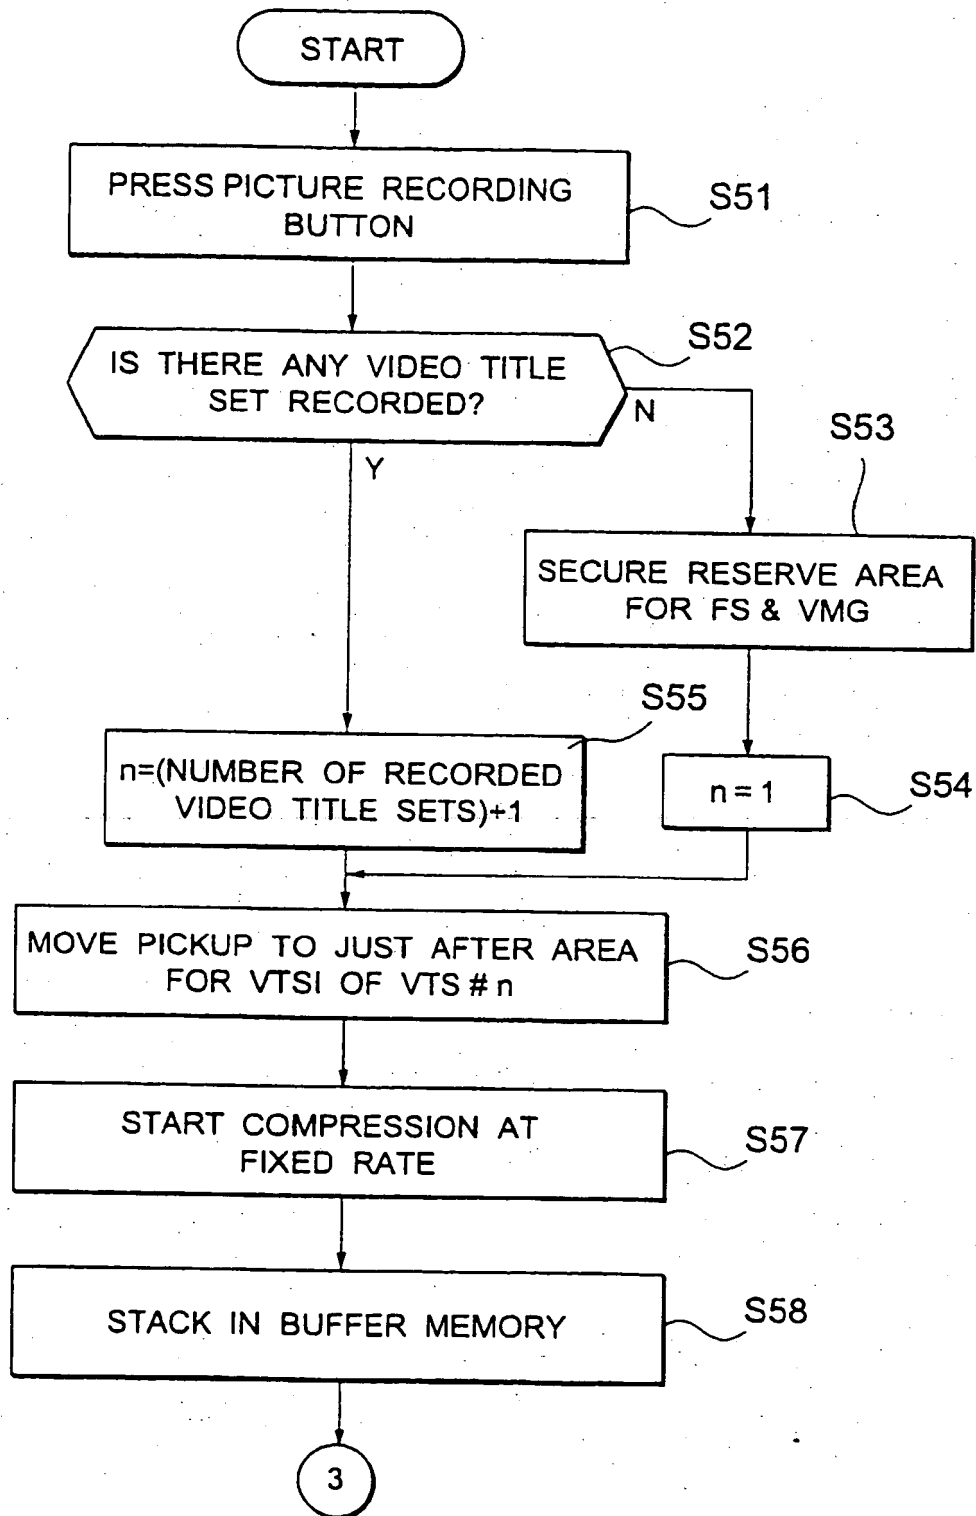 START
PRESS PICTURE RECORDING
BUTTON
S51
IS THERE ANY VIDEO TITLE
SET RECORDED?
S52
N
Y
S53
SECURE RESERVE AREA
FOR FS & VMG
S55
n=(NUMBER OF RECORDED
VIDEO TITLE SETS)+1
n = 1
S54
MOVE PICKUP TO JUST AFTER AREA
FOR VTSI OF VTS # n
S56
START COMPRESSION AT
FIXED RATE
S57
STACK IN BUFFER MEMORY
S58
3